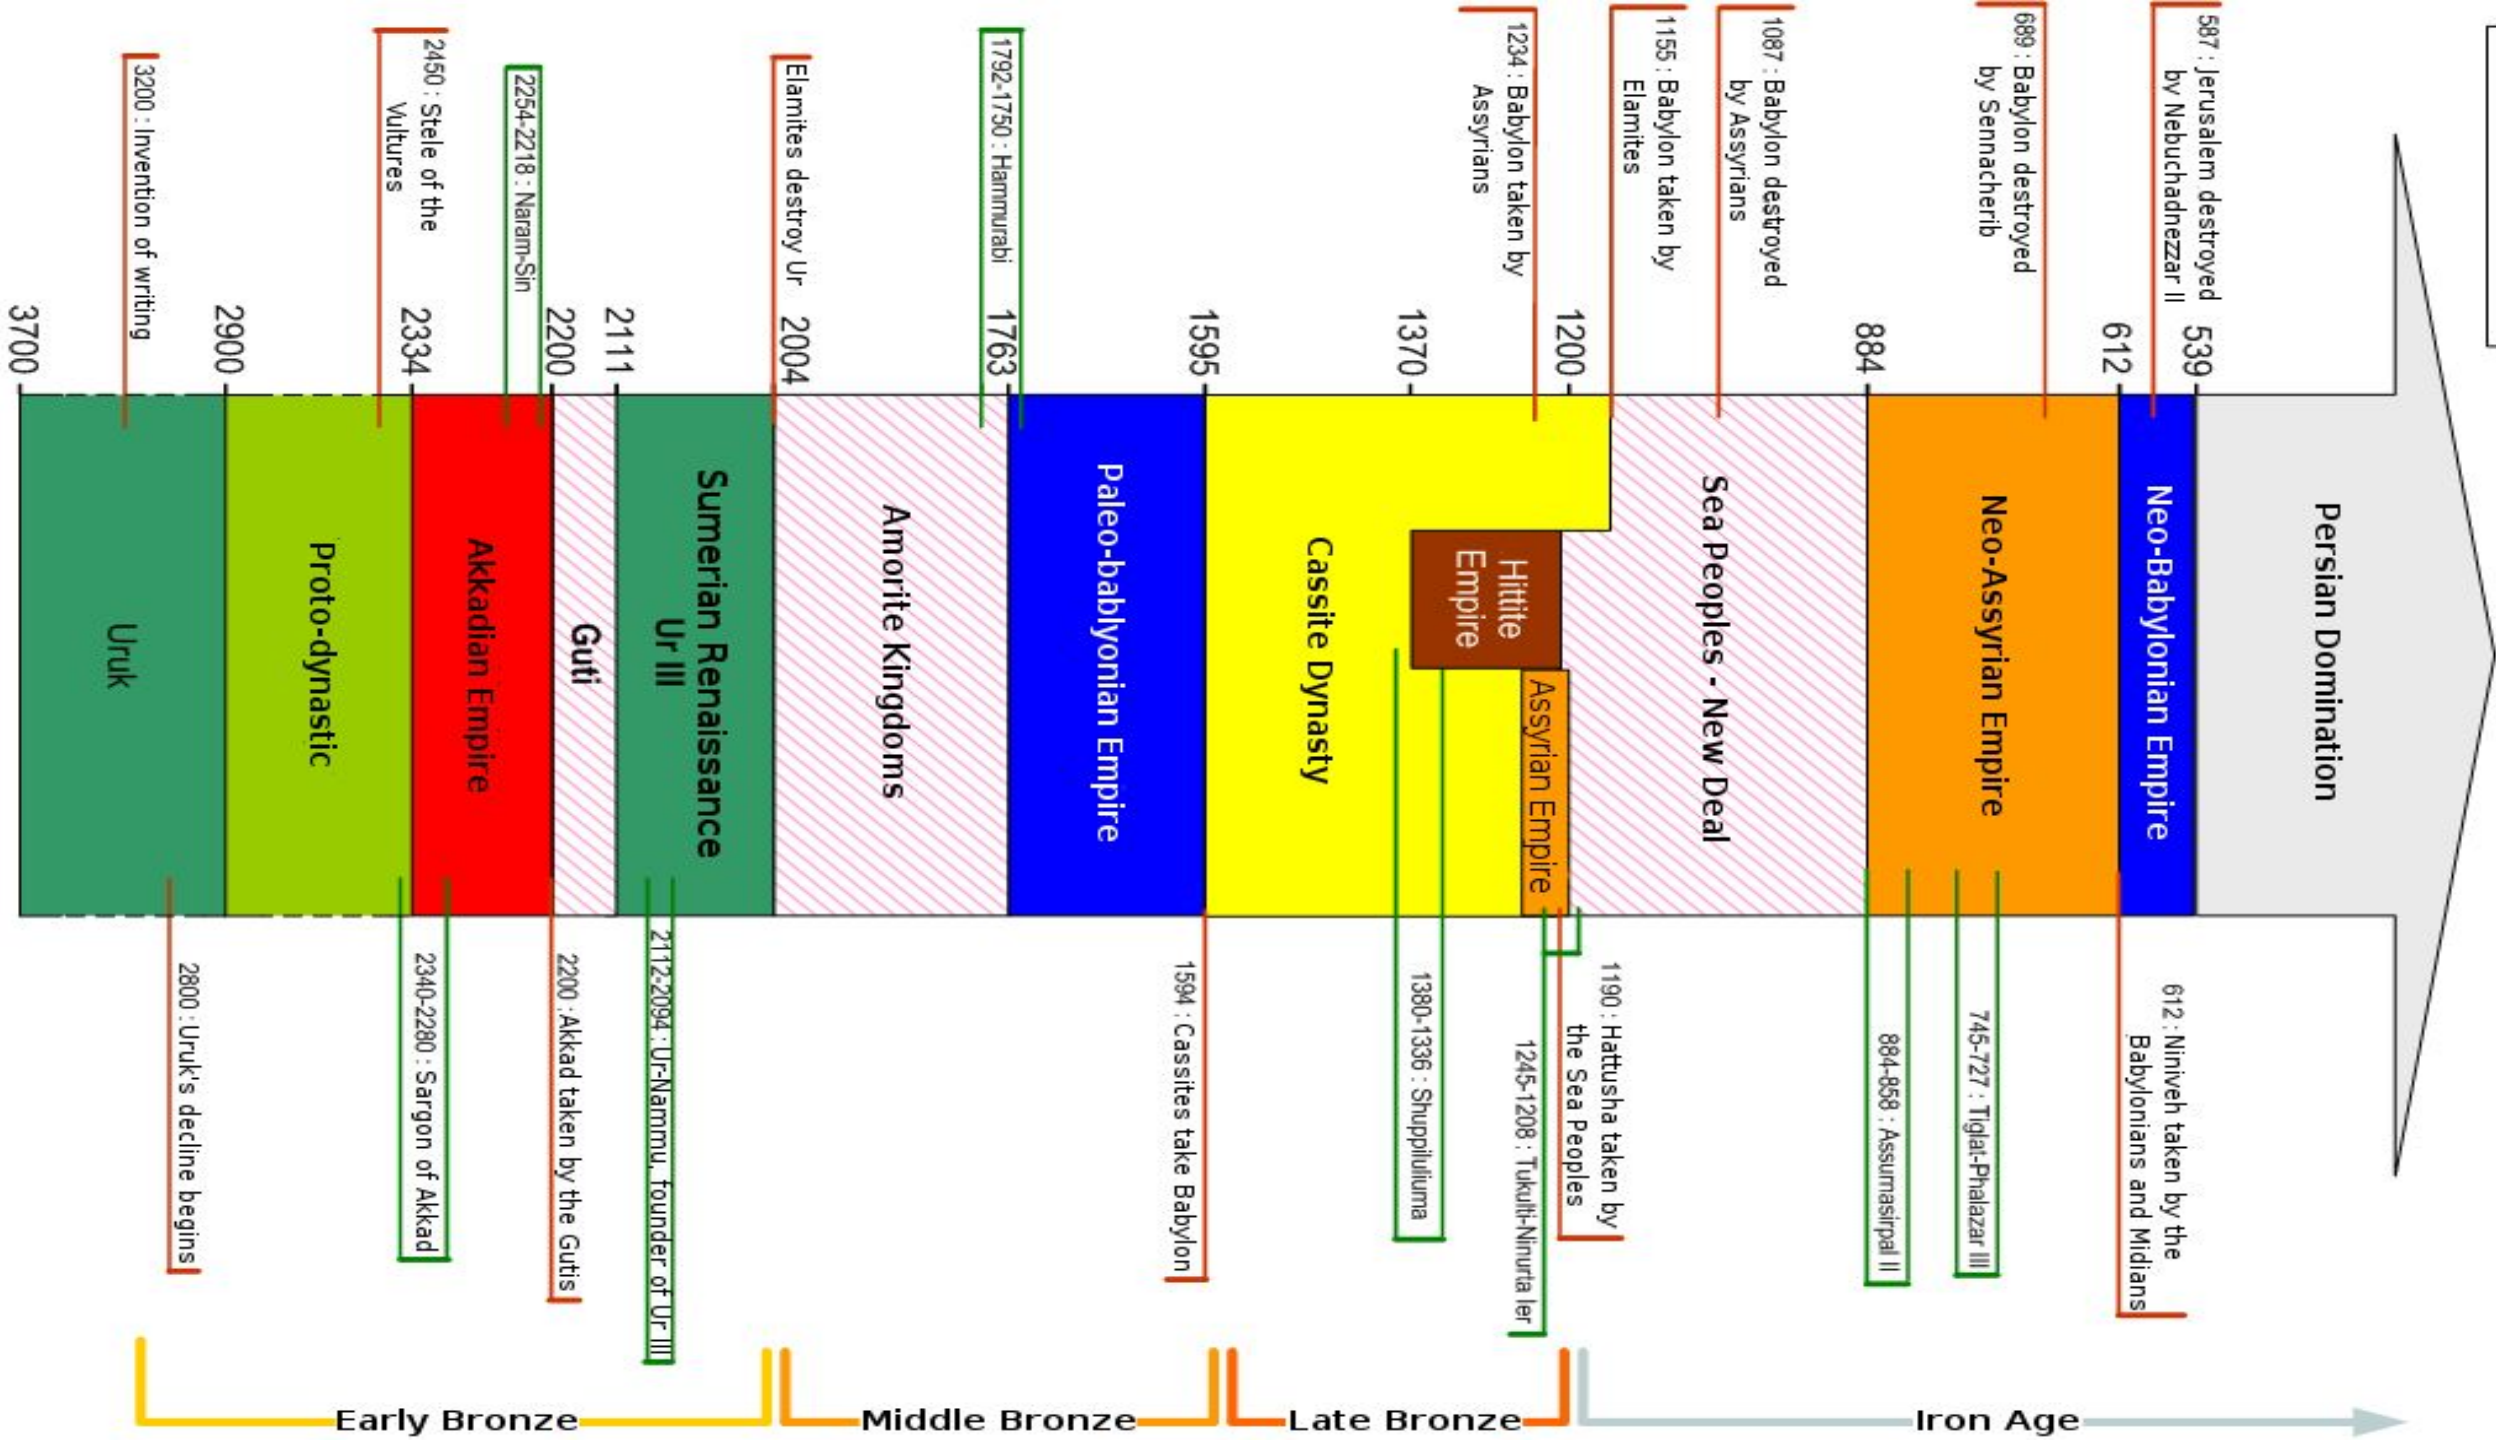 3200 : Invention of writing
2450 : Stele of the
Vultures
2254-2218 : Naram-Sin
Elamites destroy Ur
1792-1750 : Hammurabi
1234 : Babylon taken by
Assyrians
1155 : Babylon taken by
Elamites
1087 : Babylon destroyed
by Assyrians
689 : Babylon destroyed
by Sennacherib
587 : Jerusalem destroyed
by Nebuchadnezzar II
3700
2900
2334
2200
2111
2004
1763
1595
1370
1200
884
612
539
Uruk
Proto-dynastic
Akkadian Empire
Guti
Sumerian Renaissance
Ur III
Amorite Kingdoms
Paleo-bablyonian Empire
Cassite Dynasty
Hittite
Empire
Assyrian Empire
Sea Peoples - New Deal
Neo-Assyrian Empire
Neo-Babylonian Empire
Persian Domination
2800 : Uruk's decline begins
2340-2280 : Sargon of Akkad
2200 : Akkad taken by the Gutis
2112-2094 : Ur-Nammu, founder of Ur III
1594 : Cassites take Babylon
1380-1336 : Shuppiluliuma
1245-1208 : Tukulti-Ninurta Ier
1190 : Hattusha taken by
the Sea Peoples
884-858 : Assurnasirpal II
745-727 : Tiglat-Phalazar III
612 : Niniveh taken by the
Babylonians and Midians
Early Bronze
Middle Bronze
Late Bronze
Iron Age